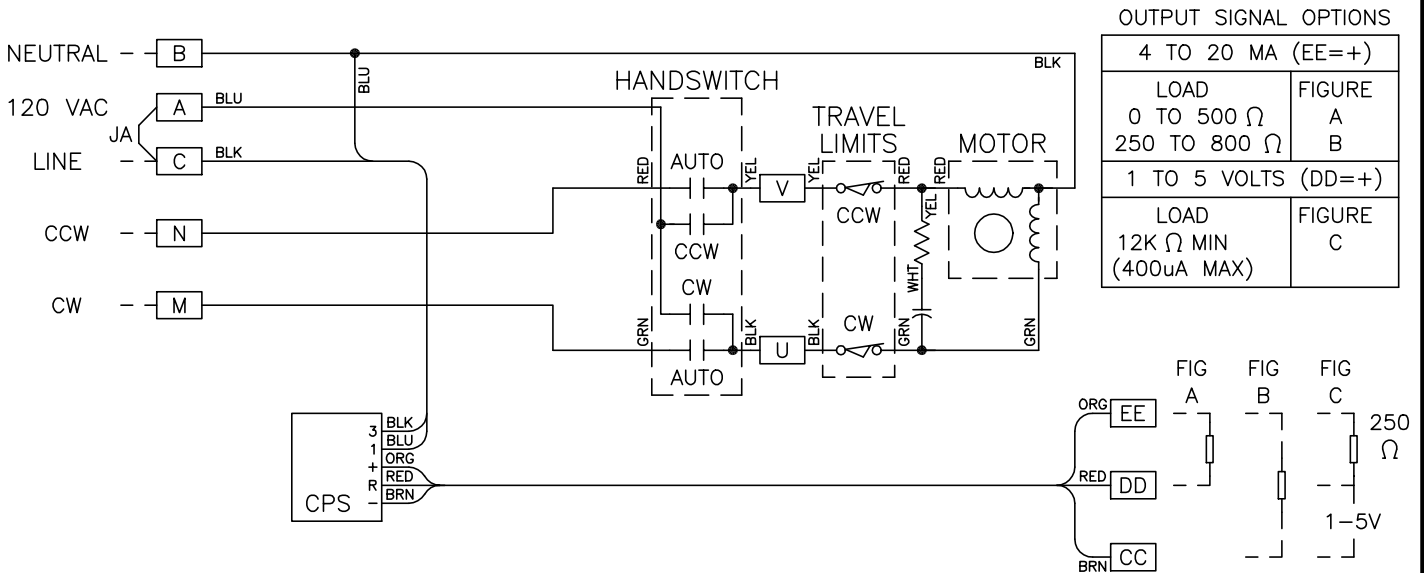 OUTPUT SIGNAL OPTIONS
4 TO 20 MA (EE=+)
LOAD FIGURE
0 TO 500 Ω A
250 TO 800 Ω B
1 TO 5 VOLTS (DD=+)
LOAD FIGURE
12K Ω MIN C
(400uA MAX)
NEUTRAL B
BLU
BLK
120 VAC A BLU
JA
LINE C BLK
CCW N
CW M
HANDSWITCH
AUTO
RED
YEL
CCW
CW
GRN
BLK
AUTO
V
YEL
U
BLK
TRAVEL
LIMITS
CCW
CW
RED
GRN
YEL
WHT
RED
MOTOR
GRN
CPS
3 BLK
1 BLU
+ ORG
R RED
- BRN
ORG EE
RED DD
BRN CC
FIG
A
FIG
B
FIG
C
250
Ω
1-5V